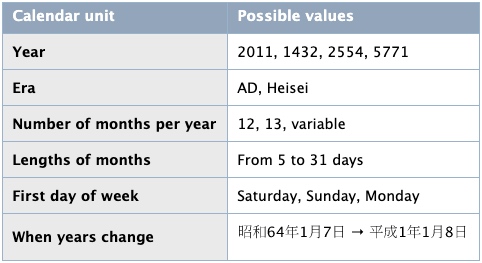 Calendar unit Possible values
Year 2011, 1432, 2554, 5771
Era AD, Heisei
Number of months per year 12, 13, variable
Lengths of months From 5 to 31 days
First day of week Saturday, Sunday, Monday
When years change 昭和64年1月7日 → 平成1年1月8日